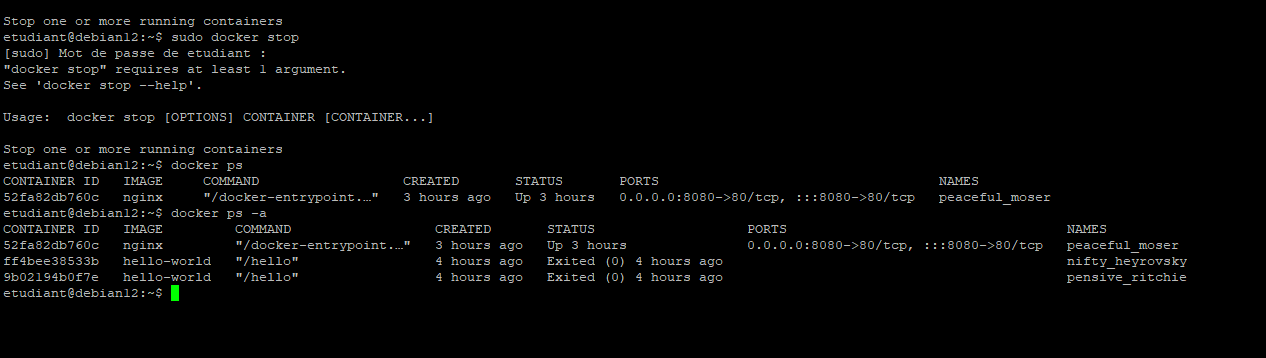 Stop one or more running containers
etudiant@debian12:~$ sudo docker stop
[sudo] Mot de passe de etudiant :
"docker stop" requires at least 1 argument.
See 'docker stop --help'.
Usage:  docker stop [OPTIONS] CONTAINER [CONTAINER...]
Stop one or more running containers
etudiant@debian12:~$ docker ps
CONTAINER ID   IMAGE     COMMAND                  CREATED       STATUS       PORTS                                   NAMES
52fa82db760c   nginx     "/docker-entrypoint.…"   3 hours ago   Up 3 hours   0.0.0.0:8080->80/tcp, :::8080->80/tcp   peaceful_moser
etudiant@debian12:~$ docker ps -a
CONTAINER ID   IMAGE         COMMAND                  CREATED       STATUS                   PORTS                                   NAMES
52fa82db760c   nginx         "/docker-entrypoint.…"   3 hours ago   Up 3 hours               0.0.0.0:8080->80/tcp, :::8080->80/tcp   peaceful_moser
ff4bee38533b   hello-world   "/hello"                 4 hours ago   Exited (0) 4 hours ago                                           nifty_heyrovsky
9b02194b0f7e   hello-world   "/hello"                 4 hours ago   Exited (0) 4 hours ago                                           pensive_ritchie
etudiant@debian12:~$